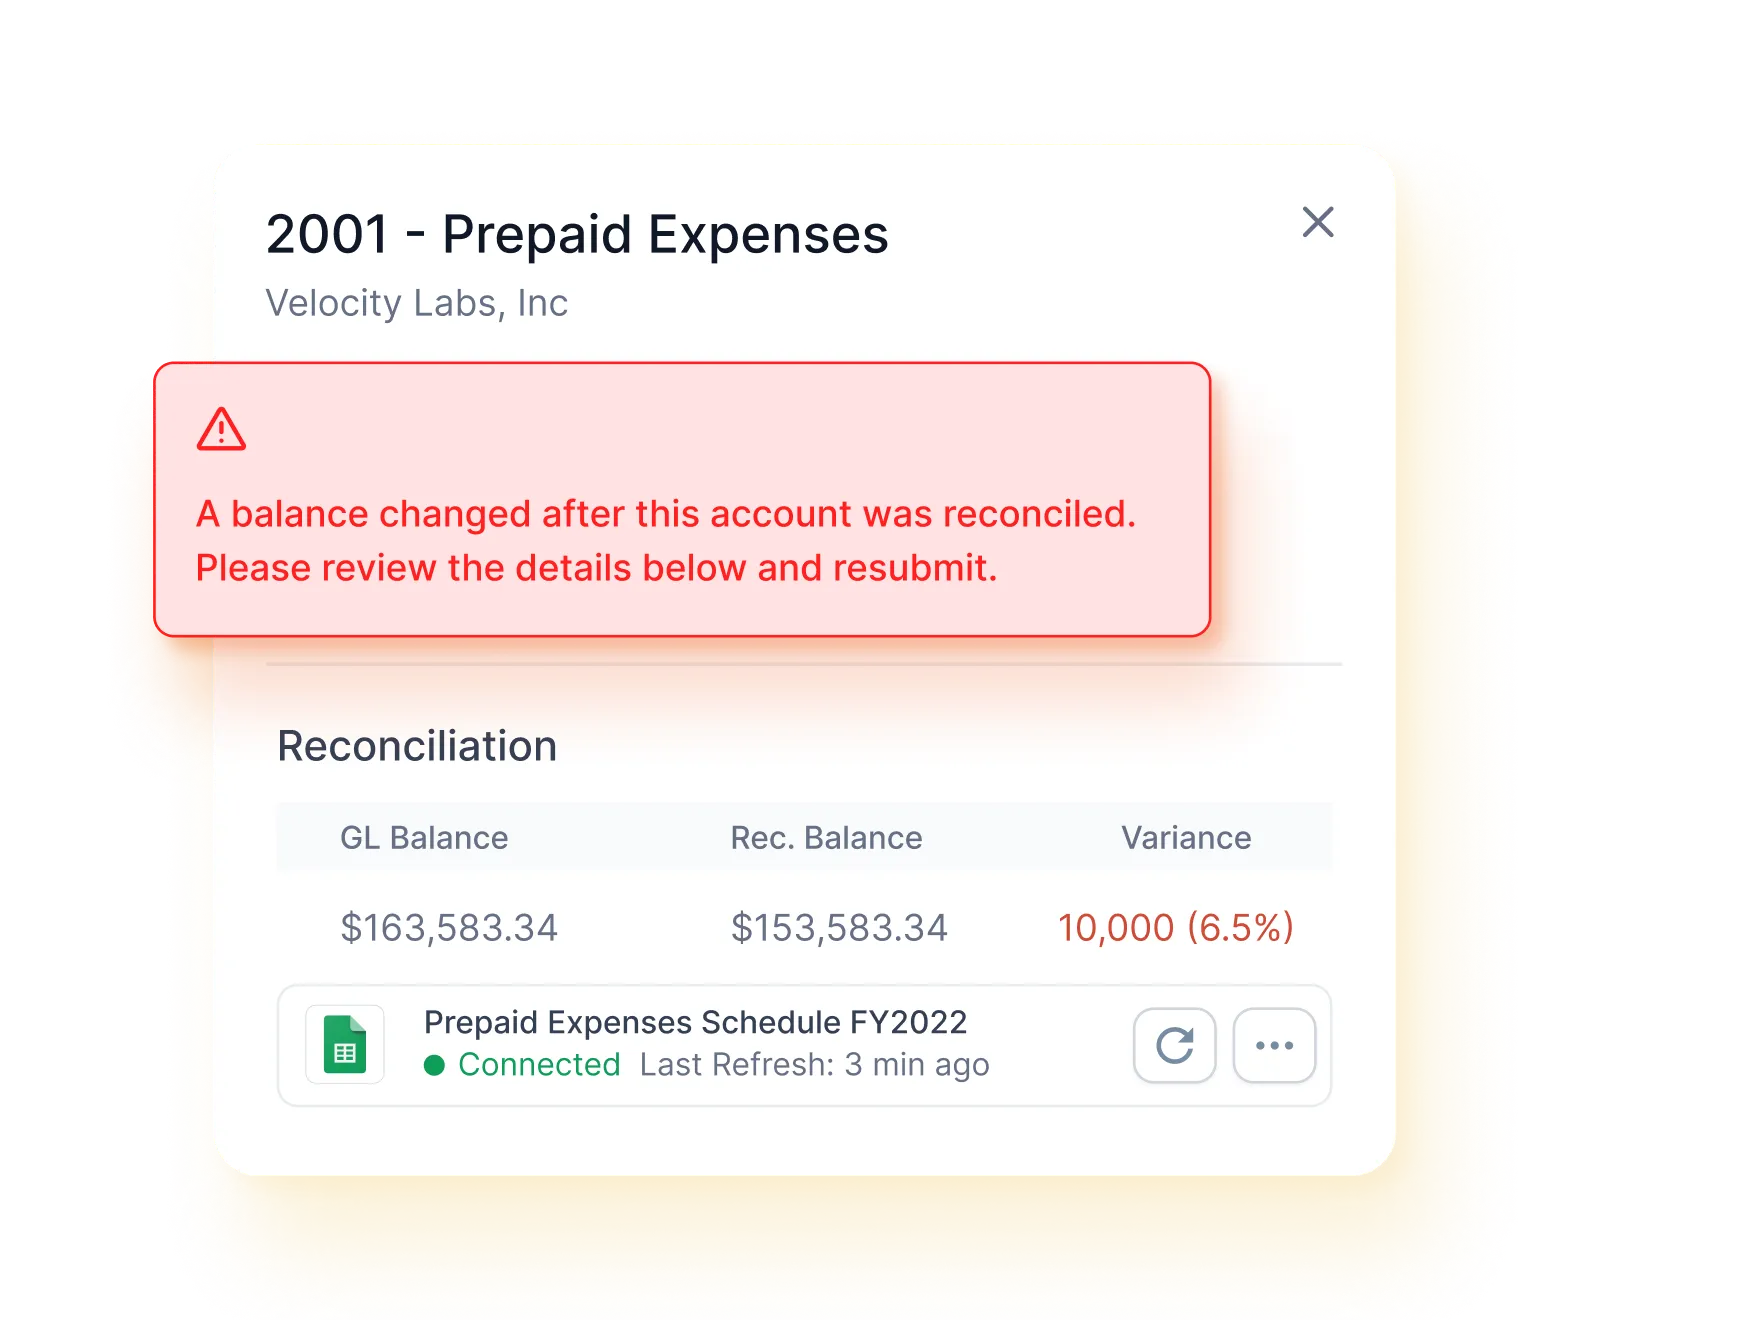 2001 - Prepaid Expenses
Velocity Labs, Inc
A balance changed after this account was reconciled.
Please review the details below and resubmit.
Reconciliation
GL Balance Rec. Balance Variance
$163,583.34 $153,583.34 10,000 (6.5%)
Prepaid Expenses Schedule FY2022
Connected Last Refresh: 3 min ago